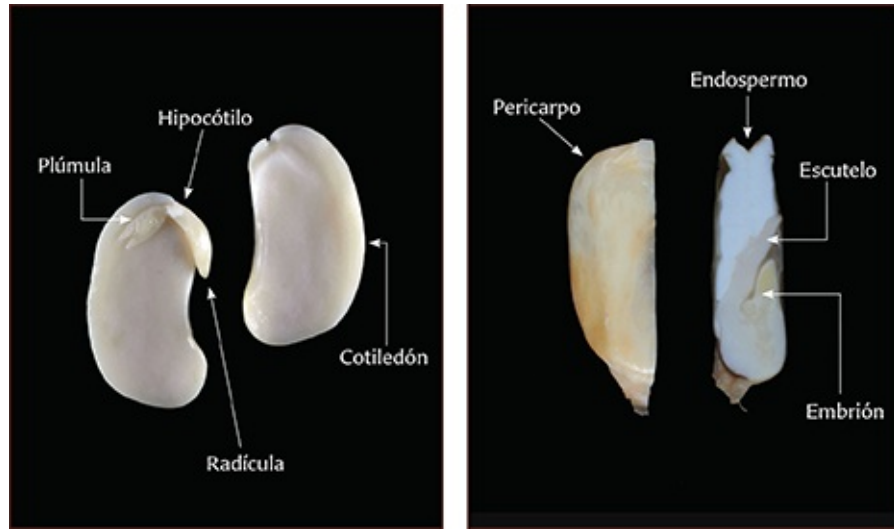 Hipocótilo
Plúmula
Cotiledón
Radícula
Endospermo
Pericarpo
Escutelo
Embrión